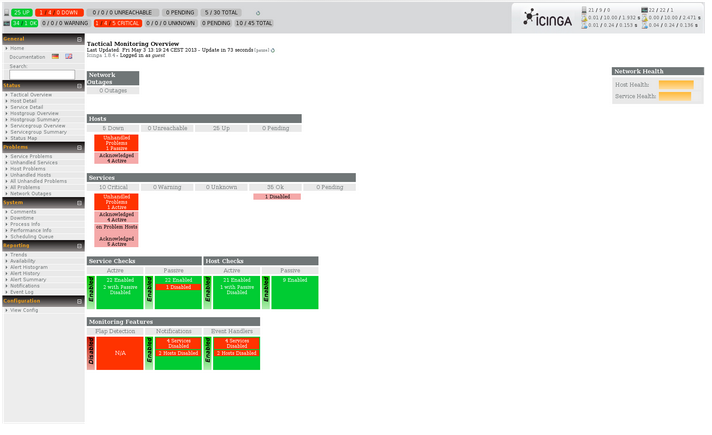 25 UP 1 / 4 / 0 DOWN 0 / 0 / 0 UNREACHABLE 0 PENDING 5 / 30 TOTAL
34 / 1 OK 0 / 0 / 0 WARNING 1 / 4 / 5 CRITICAL 0 / 0 / 0 UNKNOWN 0 PENDING 10 / 45 TOTAL
ICINGA
21 / 9 / 0 22 / 22 / 1
0.01 / 10.00 / 1.932 s 0.00 / 10.00 / 2.471 s
0.01 / 0.24 / 0.153 s 0.04 / 0.24 / 0.136 s
General
Home
Documentation
Search:
Status
Tactical Overview
Host Detail
Service Detail
Hostgroup Overview
Hostgroup Summary
Servicegroup Overview
Servicegroup Summary
Status Map
Problems
Service Problems
Unhandled Services
Host Problems
Unhandled Hosts
All Unhandled Problems
All Problems
Network Outages
System
Comments
Downtime
Process Info
Performance Info
Scheduling Queue
Reporting
Trends
Availability
Alert Histogram
Alert History
Alert Summary
Notifications
Event Log
Configuration
View Config
Tactical Monitoring Overview
Last Updated: Fri May 3 13:19:24 CEST 2013 - Update in 73 seconds [pause]
Icinga 1.8.4 - Logged in as guest
Network Outages
0 Outages
Network Health
Host Health:
Service Health:
Hosts
5 Down 0 Unreachable 25 Up 0 Pending
Unhandled
Problems
1 Passive
Acknowledged
4 Active
Services
10 Critical 0 Warning 0 Unknown 35 Ok 0 Pending
Unhandled
Problems
1 Active
1 Disabled
Acknowledged
4 Active
on Problem Hosts
Acknowledged
5 Active
Service Checks Host Checks
Active Passive Active Passive
Enabled 22 Enabled Enabled 22 Enabled Enabled 21 Enabled Enabled 9 Enabled
2 with Passive Disabled 1 Disabled 1 with Passive Disabled
Monitoring Features
Flap Detection Notifications Event Handlers
Disabled N/A Enabled 4 Services Disabled Enabled 4 Services Disabled
2 Hosts Disabled 2 Hosts Disabled